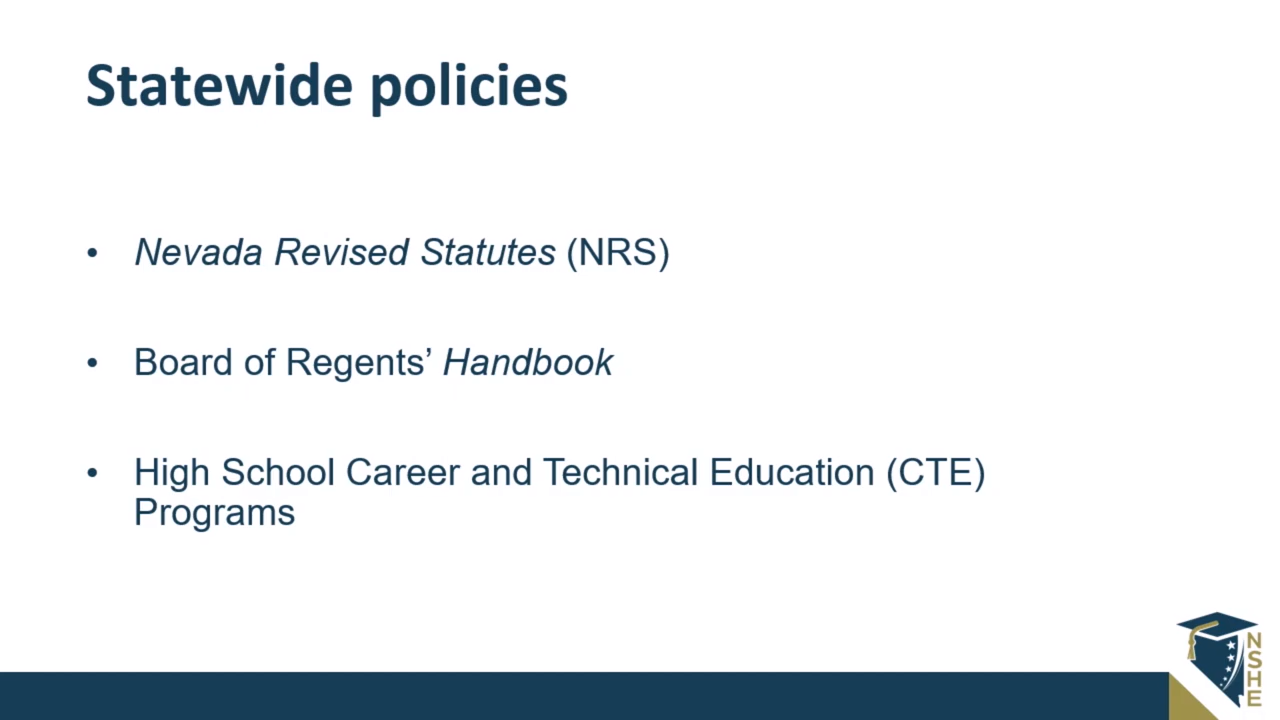 Statewide policies
• Nevada Revised Statutes (NRS)
• Board of Regents’ Handbook
• High School Career and Technical Education (CTE)
Programs
NSHE